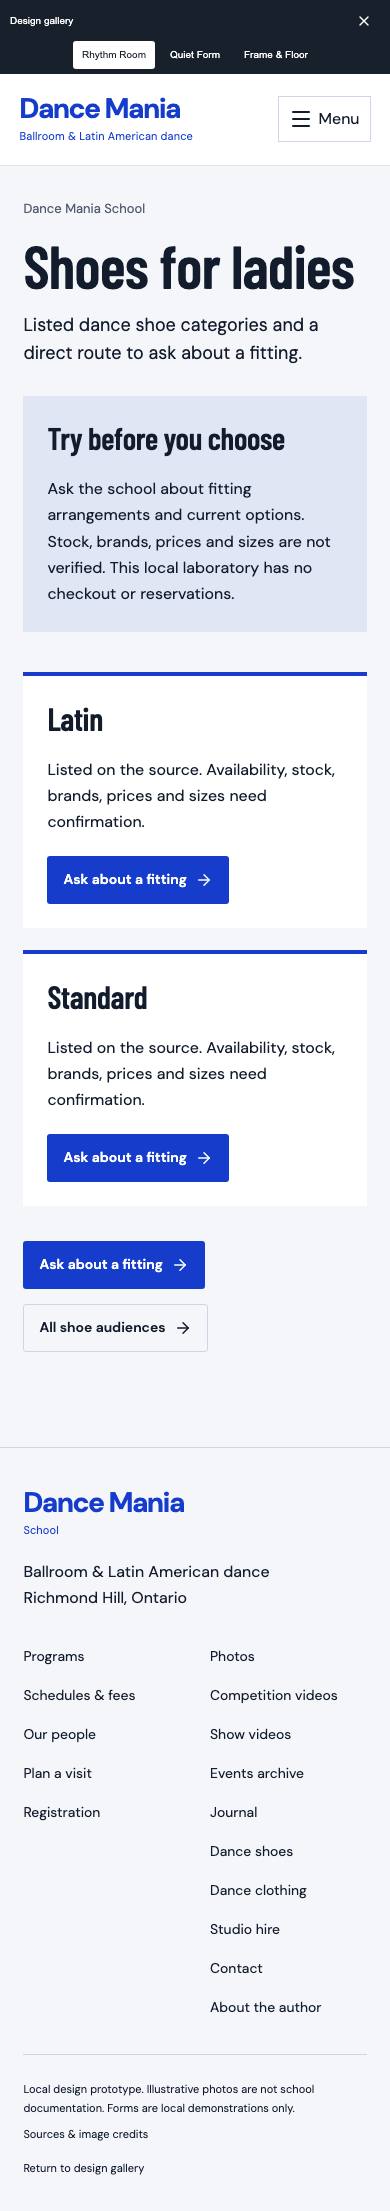 Design gallery
Rhythm Room Quiet Form Frame & Floor
Dance Mania
Ballroom & Latin American dance
Menu
Dance Mania School
Shoes for ladies
Listed dance shoe categories and a
direct route to ask about a fitting.
Try before you choose
Ask the school about fitting
arrangements and current options.
Stock, brands, prices and sizes are not
verified. This local laboratory has no
checkout or reservations.
Latin
Listed on the source. Availability, stock,
brands, prices and sizes need
confirmation.
Ask about a fitting
Standard
Listed on the source. Availability, stock,
brands, prices and sizes need
confirmation.
Ask about a fitting
Ask about a fitting
All shoe audiences
Dance Mania
School
Ballroom & Latin American dance
Richmond Hill, Ontario
Programs
Schedules & fees
Our people
Plan a visit
Registration
Photos
Competition videos
Show videos
Events archive
Journal
Dance shoes
Dance clothing
Studio hire
Contact
About the author
Local design prototype. Illustrative photos are not school
documentation. Forms are local demonstrations only.
Sources & image credits
Return to design gallery